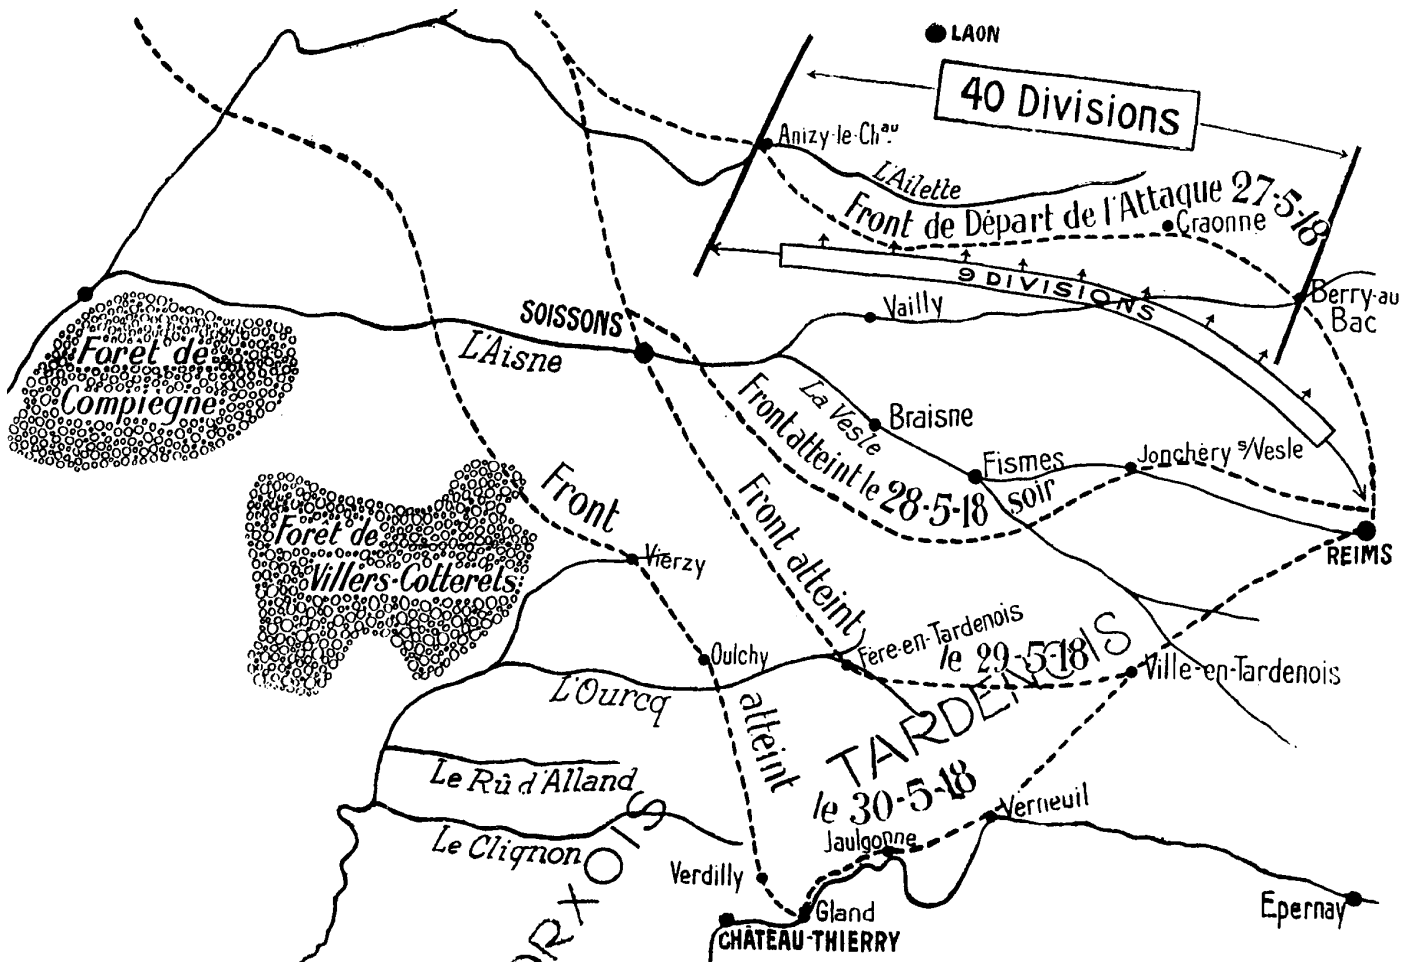 LAON
40 Divisions
Anizy-le-Chau.
L'Ailette
Front de Départ de l'Attaque 27-5-18
Craonne
9 DIVISIONS
Berry-au
Bac
Vailly
SOISSONS
L'Aisne
Forêt de
Compiègne
La Vesle
Braisne
Front atteint le 28-5-18 soir
Fismes
Jonchéry s/Vesle
REIMS
Forêt de
Villers-Cotterets
Front atteint
Vierzy
Front atteint
Oulchy
Fère-en-Tardenois
le 29-5-18
Ville-en-Tardenois
L'Ourcq
TARDENOIS
le 30-5-18
Le Rû d'Alland
Le Clignon
ORXOIS
Verneuil
Jaulgonne
Verdilly
Gland
CHÂTEAU-THIERRY
Epernay